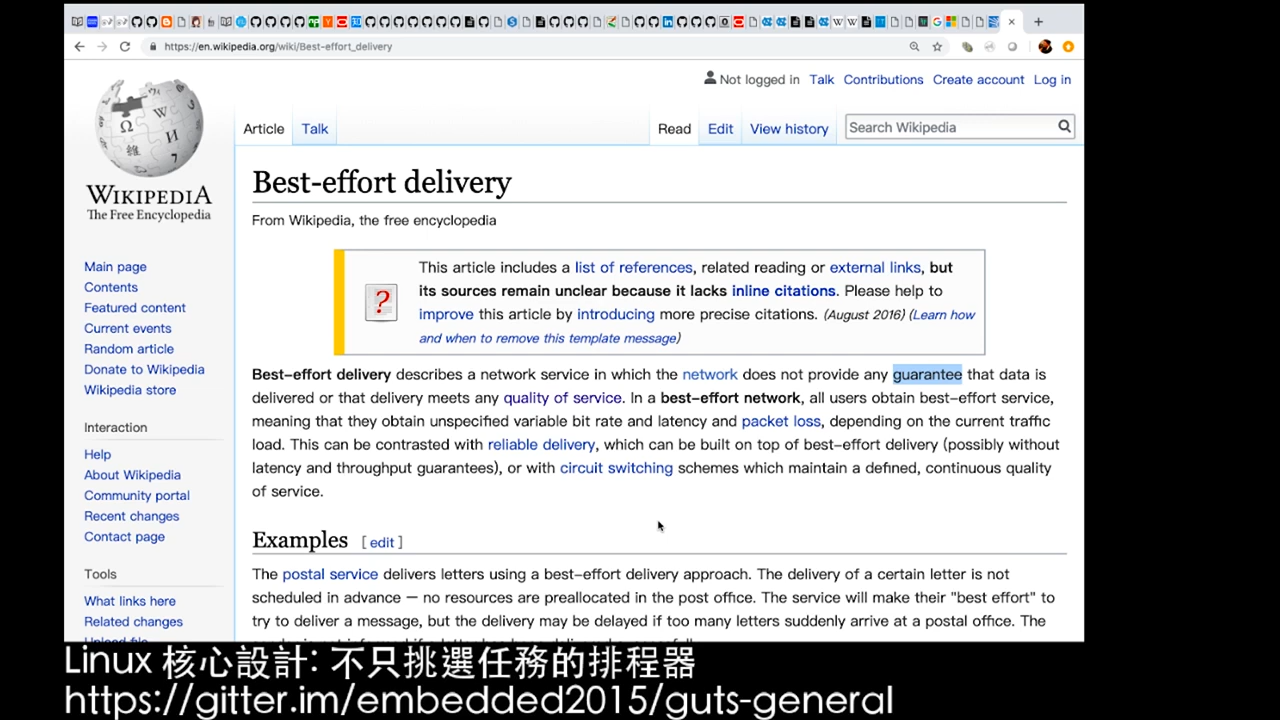 https://en.wikipedia.org/wiki/Best-effort_delivery
Not logged in Talk Contributions Create account Log in
Article Talk Read Edit View history Search Wikipedia
WIKIPEDIA
The Free Encyclopedia
Main page
Contents
Featured content
Current events
Random article
Donate to Wikipedia
Wikipedia store
Interaction
Help
About Wikipedia
Community portal
Recent changes
Contact page
Tools
What links here
Related changes
Upload file
Best-effort delivery
From Wikipedia, the free encyclopedia
This article includes a list of references, related reading or external links, but
its sources remain unclear because it lacks inline citations. Please help to
improve this article by introducing more precise citations. (August 2016) (Learn how
and when to remove this template message)
Best–effort delivery describes a network service in which the network does not provide any guarantee that data is
delivered or that delivery meets any quality of service. In a best–effort network, all users obtain best–effort service,
meaning that they obtain unspecified variable bit rate and latency and packet loss, depending on the current traffic
load. This can be contrasted with reliable delivery, which can be built on top of best–effort delivery (possibly without
latency and throughput guarantees), or with circuit switching schemes which maintain a defined, continuous quality
of service.
Examples [ edit ]
The postal service delivers letters using a best–effort delivery approach. The delivery of a certain letter is not
scheduled in advance — no resources are preallocated in the post office. The service will make their "best effort" to
try to deliver a message, but the delivery may be delayed if too many letters suddenly arrive at a postal office. The
Linux 核心設計: 不只挑選任務的排程器
https://gitter.im/embedded2015/guts-general